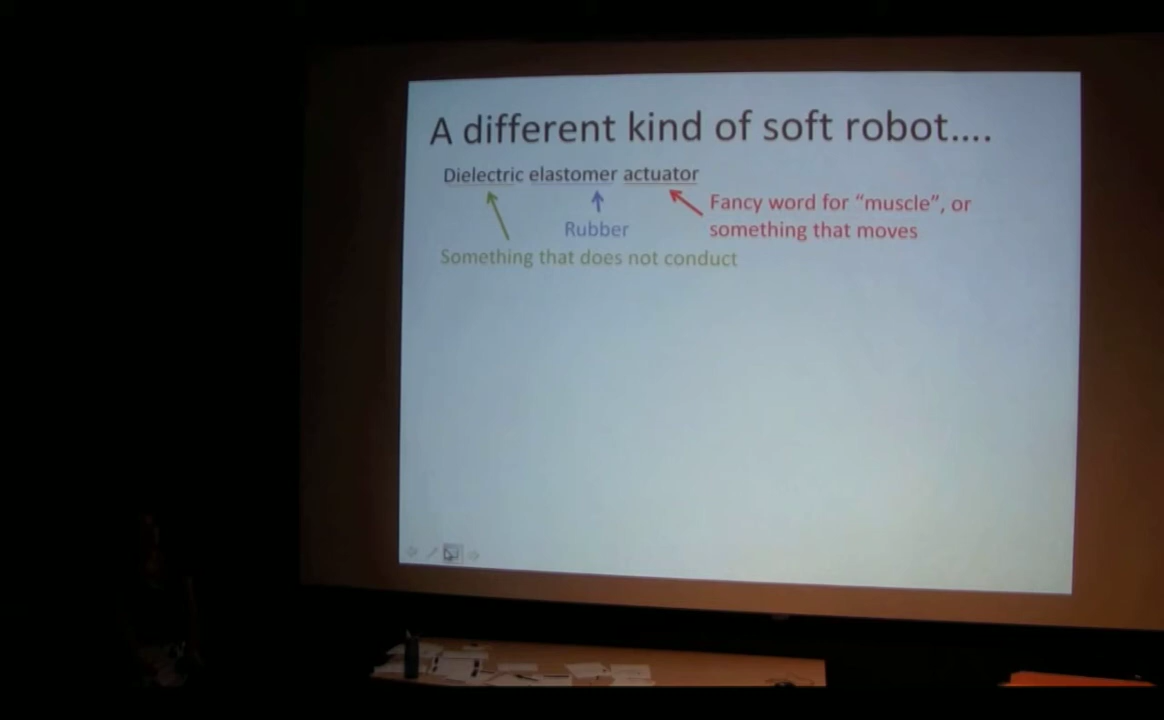 A different kind of soft robot....
Dielectric elastomer actuator
Fancy word for “muscle”, or
something that moves
Rubber
Something that does not conduct